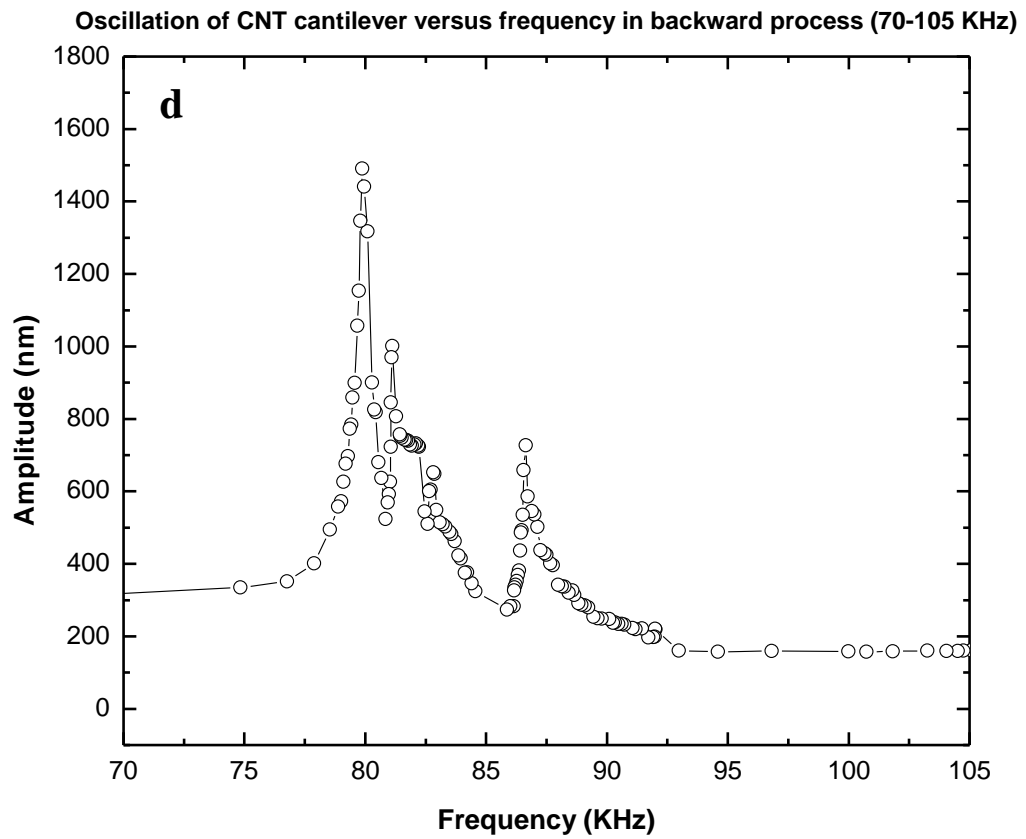 Oscillation of CNT cantilever versus frequency in backward process (70-105 KHz)
1800
d
1600
1400
1200
1000
800
600
400
200
0
Amplitude (nm)
70 75 80 85 90 95 100 105
Frequency (KHz)